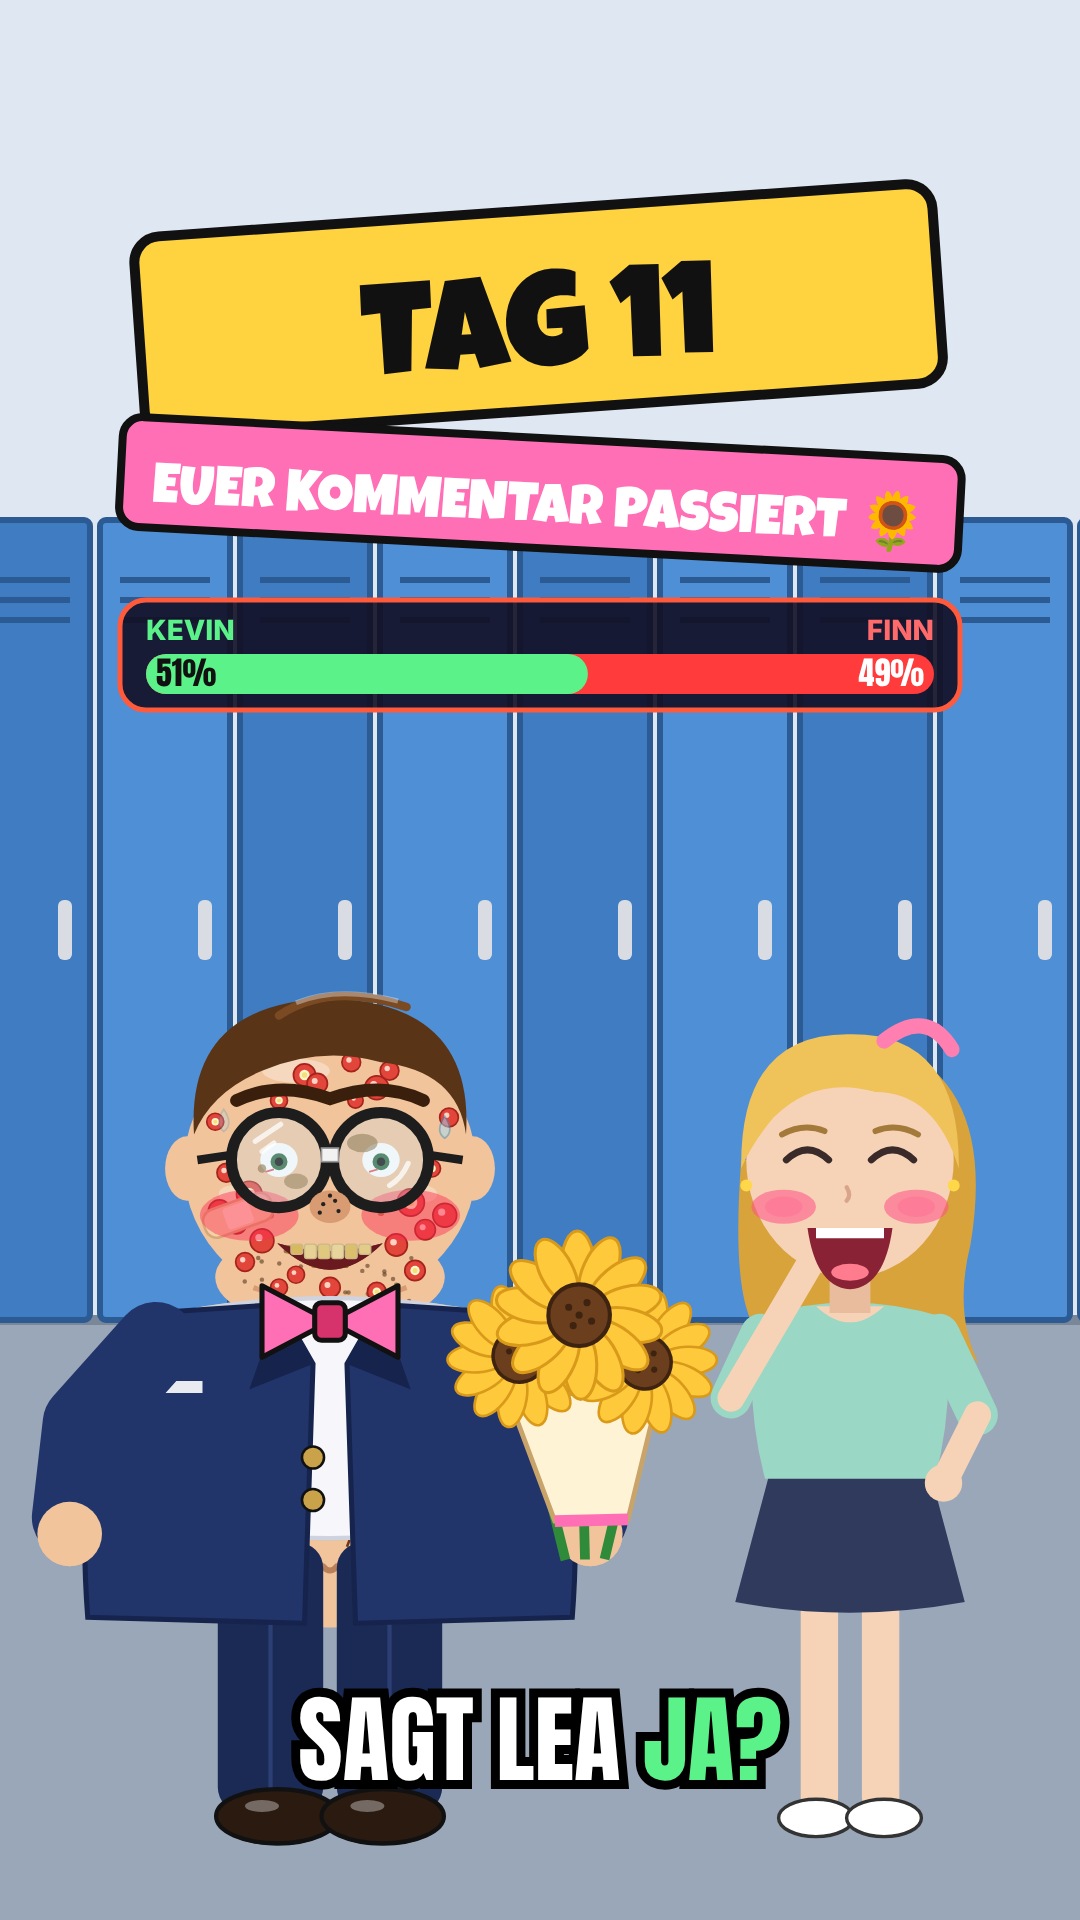 TAG 11
EUER KOMMENTAR PASSIERT 🌻
KEVIN FINN
51% 49%
SAGT LEA JA?